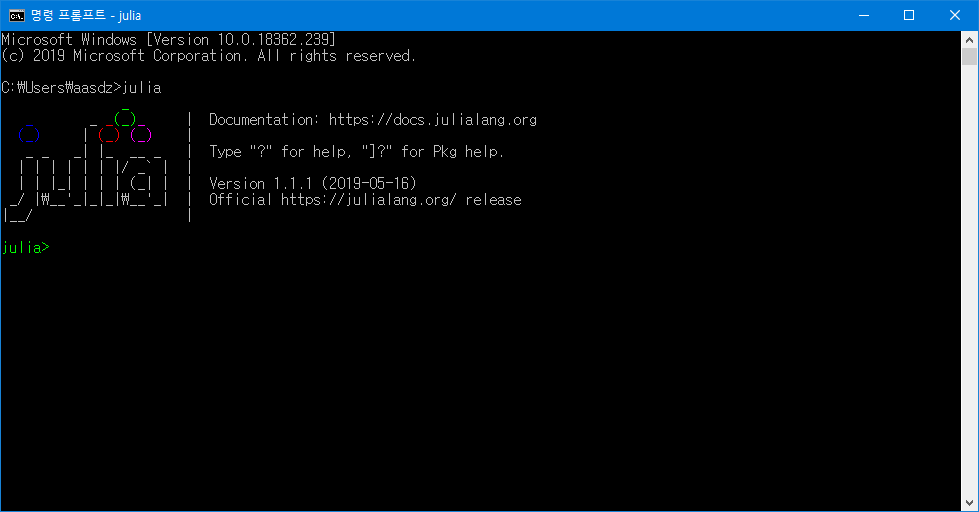 명령 프롬프트 - julia
Microsoft Windows [Version 10.0.18362.239]
(c) 2019 Microsoft Corporation. All rights reserved.
C:₩Users₩aasdz>julia
Documentation: https://docs.julialang.org
Type "?" for help, "]?" for Pkg help.
Version 1.1.1 (2019-05-16)
Official https://julialang.org/ release
julia>